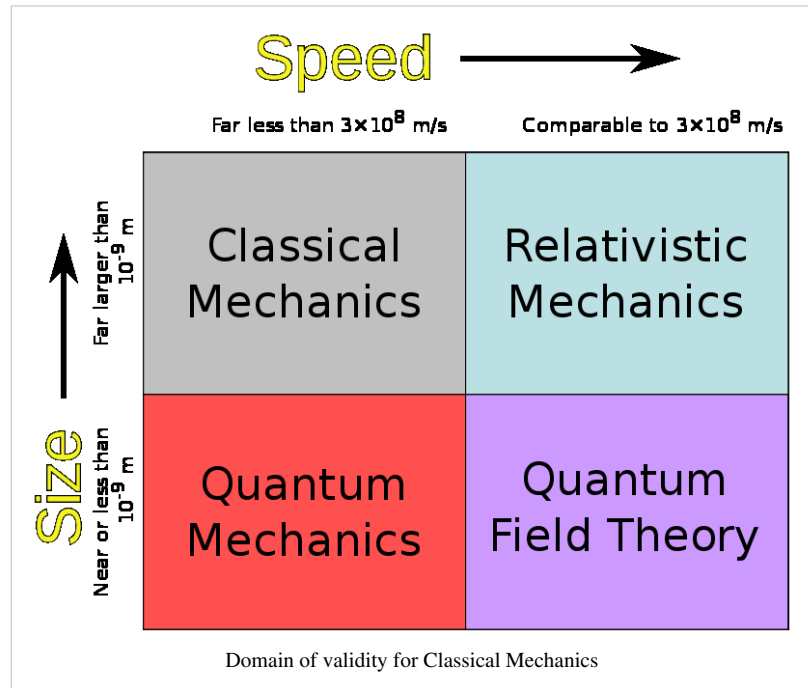 Speed
Far less than 3×10⁸ m/s
Comparable to 3×10⁸ m/s
Size
Far larger than
10⁻⁹ m
Classical
Mechanics
Relativistic
Mechanics
Near or less than
10⁻⁹ m
Quantum
Mechanics
Quantum
Field Theory
Domain of validity for Classical Mechanics